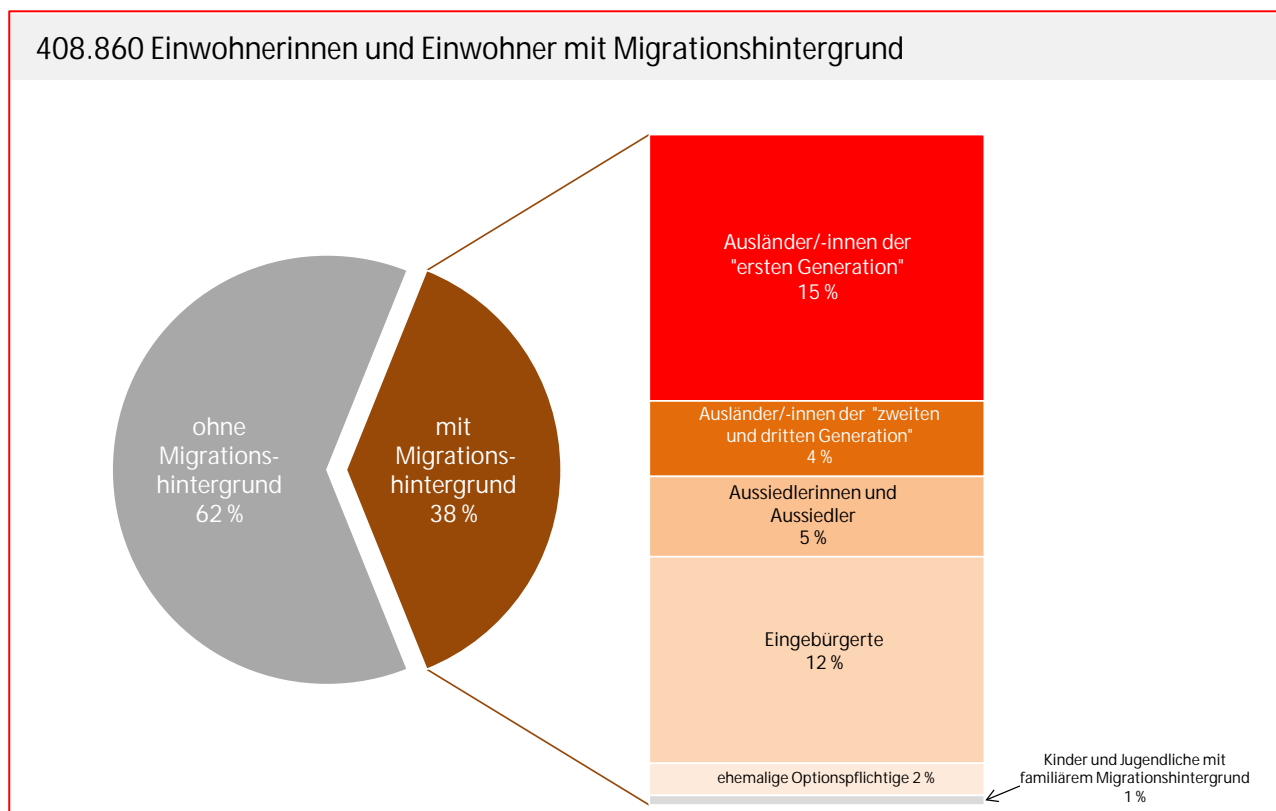 408.860 Einwohnerinnen und Einwohner mit Migrationshintergrund
ohne
Migrations-
hintergrund
62 %
mit
Migrations-
hintergrund
38 %
Ausländer/-innen der
"ersten Generation"
15 %
Ausländer/-innen der "zweiten
und dritten Generation"
4 %
Aussiedlerinnen und
Aussiedler
5 %
Eingebürgerte
12 %
ehemalige Optionspflichtige 2 %
Kinder und Jugendliche mit
familiärem Migrationshintergrund
1 %